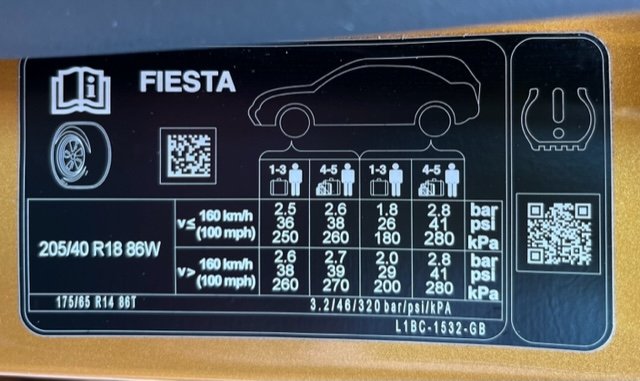 FIESTA
1-3 4-5 1-3 4-5
205/40 R18 86W
v≤ 160 km/h (100 mph)
2.5 2.6 1.8 2.8 bar
36 38 26 41 psi
250 260 180 280 kPa
v> 160 km/h (100 mph)
2.6 2.7 2.0 2.8 bar
38 39 29 41 psi
260 270 200 280 kPa
175/65 R14 86T 3.2/46/320 bar/psi/kPA
L1BC-1532-GB